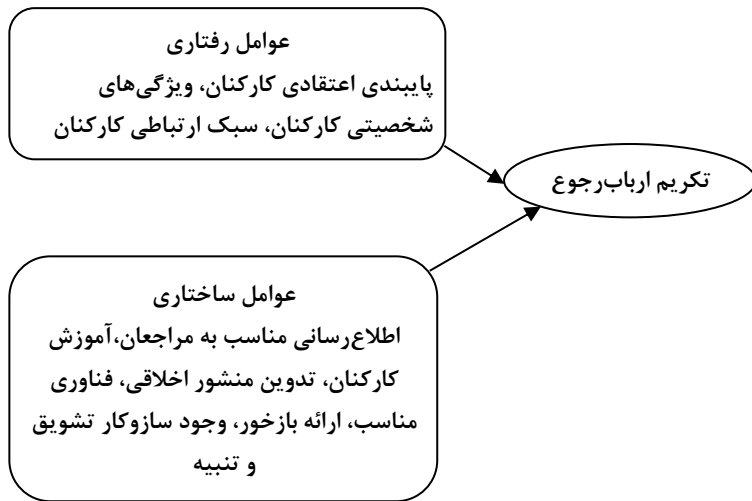 عوامل رفتاری
پایبندی اعتقادی کارکنان، ویژگی‌های
شخصیتی کارکنان، سبک ارتباطی کارکنان
تکریم ارباب‌رجوع
عوامل ساختاری
اطلاع‌رسانی مناسب به مراجعان،آموزش
کارکنان، تدوین منشور اخلاقی، فناوری
مناسب، ارائه بازخور، وجود سازوکار تشویق
و تنبیه